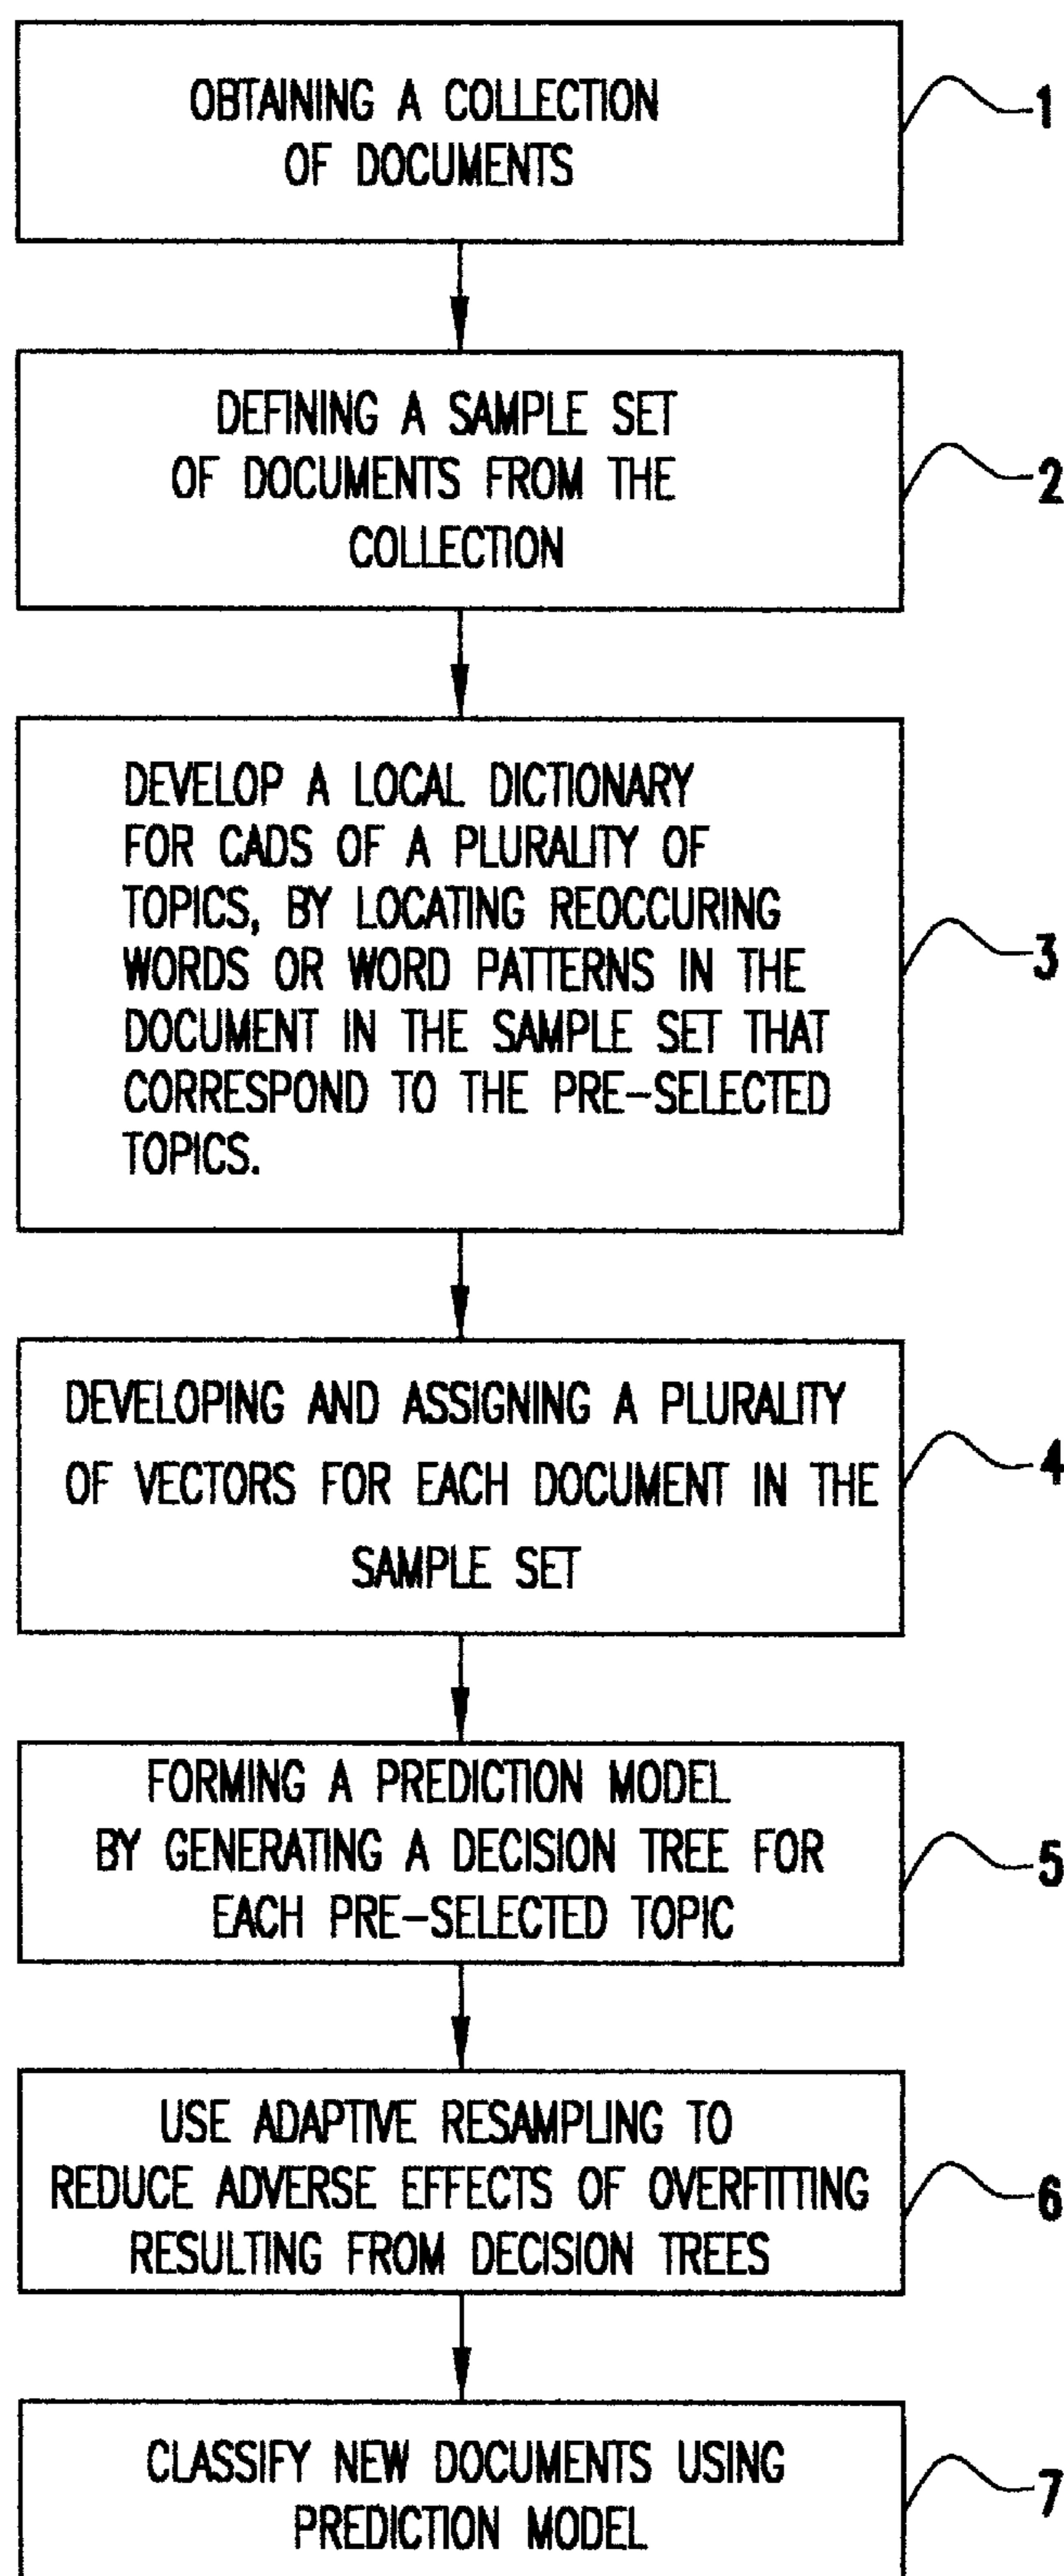 OBTAINING A COLLECTION
OF DOCUMENTS
1
DEFINING A SAMPLE SET
OF DOCUMENTS FROM THE
COLLECTION
2
DEVELOP A LOCAL DICTIONARY
FOR CADS OF A PLURALITY OF
TOPICS, BY LOCATING REOCCURING
WORDS OR WORD PATTERNS IN THE
DOCUMENT IN THE SAMPLE SET THAT
CORRESPOND TO THE PRE-SELECTED
TOPICS.
3
DEVELOPING AND ASSIGNING A PLURALITY
OF VECTORS FOR EACH DOCUMENT IN THE
SAMPLE SET
4
FORMING A PREDICTION MODEL
BY GENERATING A DECISION TREE FOR
EACH PRE-SELECTED TOPIC
5
USE ADAPTIVE RESAMPLING TO
REDUCE ADVERSE EFFECTS OF OVERFITTING
RESULTING FROM DECISION TREES
6
CLASSIFY NEW DOCUMENTS USING
PREDICTION MODEL
7